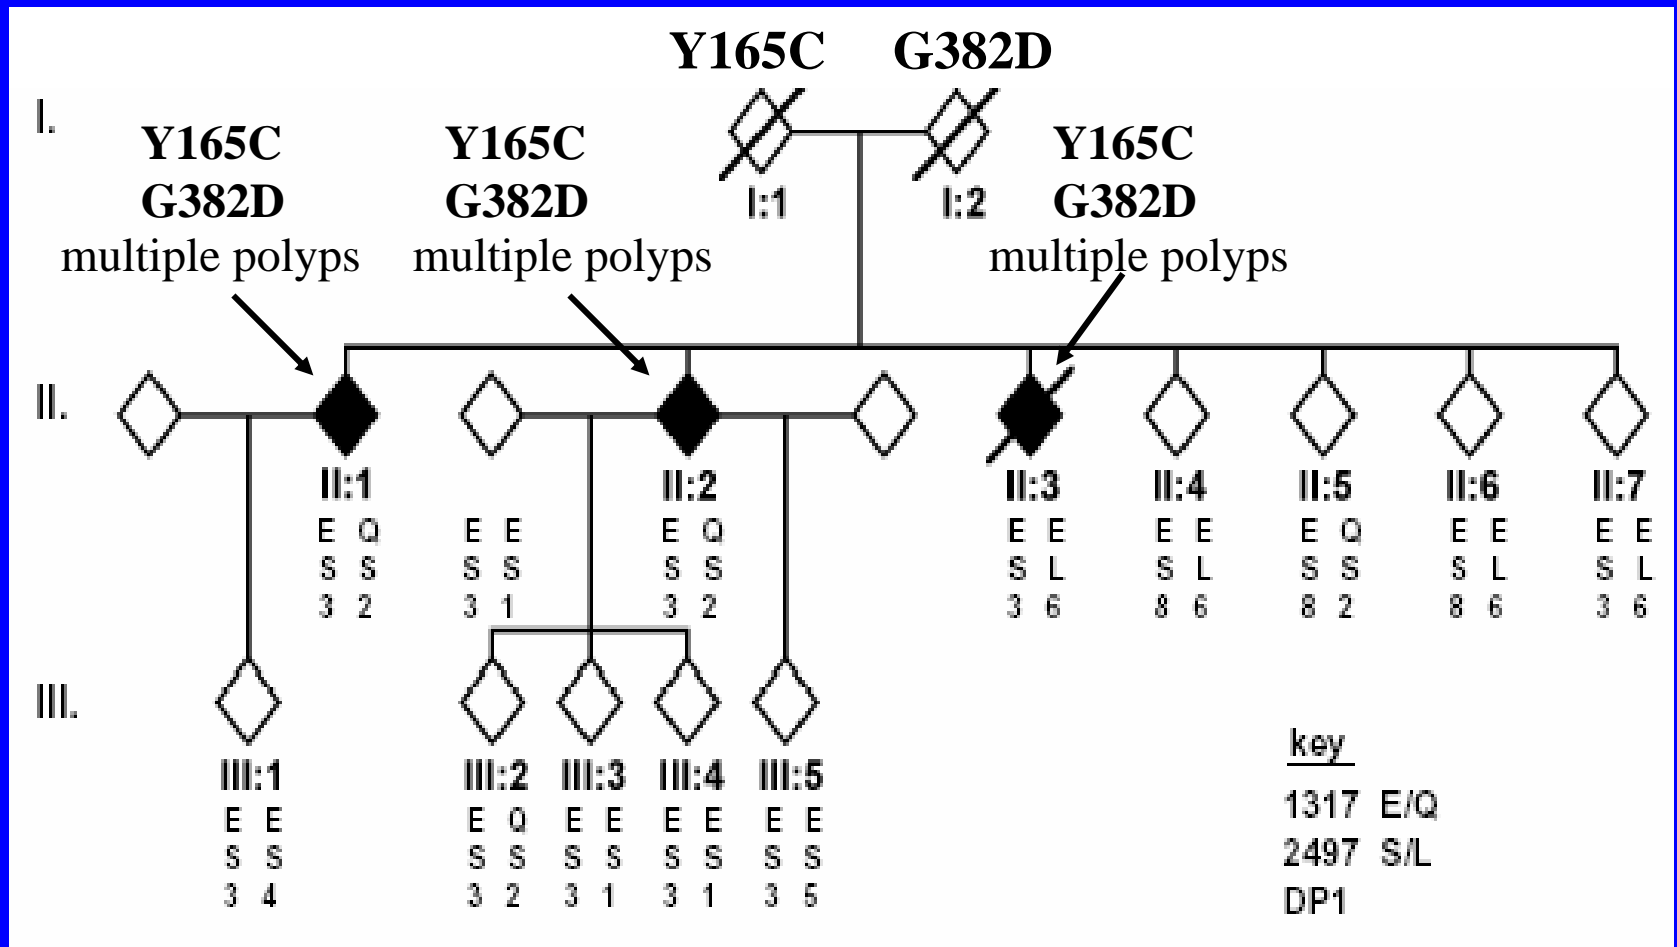 Y165C G382D
I.
Y165C Y165C Y165C
G382D G382D G382D
I:1 I:2
multiple polyps multiple polyps multiple polyps
II.
II:1 II:2 II:3 II:4 II:5 II:6 II:7
E Q E E E Q E E E E E Q E E E E
S S S S S S S L S L S S S L S L
3 2 3 1 3 2 3 6 8 6 8 2 8 6 3 6
III.
III:1 III:2 III:3 III:4 III:5
E E E Q E E E E E E
S S S S S S S S S S
3 4 3 2 3 1 3 1 3 5
key
1317 E/Q
2497 S/L
DP1